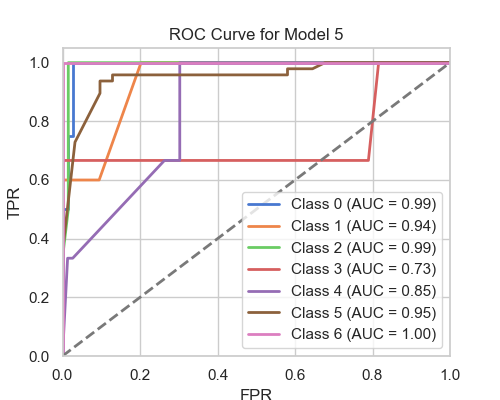 ROC Curve for Model 5
TPR
1.0
0.8
0.6
0.4
0.2
0.0
Class 0 (AUC = 0.99)
Class 1 (AUC = 0.94)
Class 2 (AUC = 0.99)
Class 3 (AUC = 0.73)
Class 4 (AUC = 0.85)
Class 5 (AUC = 0.95)
Class 6 (AUC = 1.00)
0.0 0.2 0.4 0.6 0.8 1.0
FPR